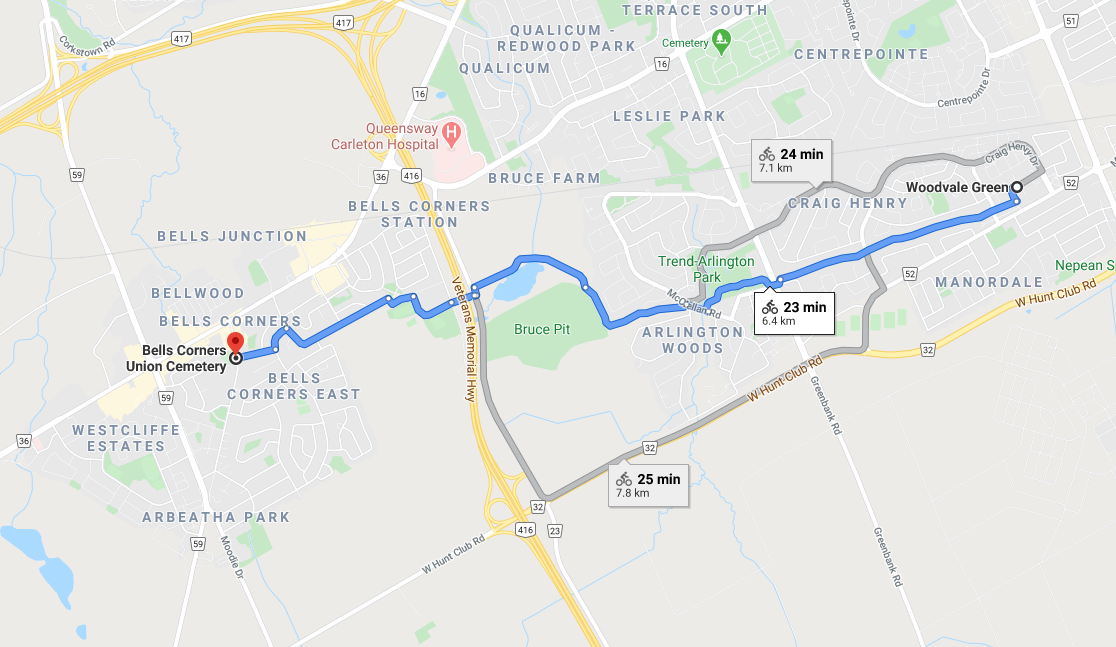 TERRACE SOUTH
417
51
QUALICUM -
REDWOOD PARK
Corkstown Rd
417
Cemetery
CENTREPOINTE
QUALICUM
16
Centrepointe Dr
16
LESLIE PARK
Queensway
Carleton Hospital
24 min
7.1 km
Craig Henry Dr
59
36
416
BRUCE FARM
52
Woodvale Green
BELLS CORNERS
STATION
CRAIG HENRY
BELLS JUNCTION
Trend-Arlington
Park
Nepean S
52
MANORDALE
BELLWOOD
Veterans Memorial Hwy
McClellan Rd
W Hunt Club Rd
23 min
6.4 km
BELLS CORNERS
Bruce Pit
ARLINGTON
WOODS
Bells Corners
Union Cemetery
32
W Hunt Club Rd
BELLS
CORNERS EAST
59
Greenbank Rd
WESTCLIFFE
ESTATES
36
32
25 min
7.8 km
ARBEATHA PARK
32
416
23
59
Moodie Dr
W Hunt Club Rd
Greenbank Rd